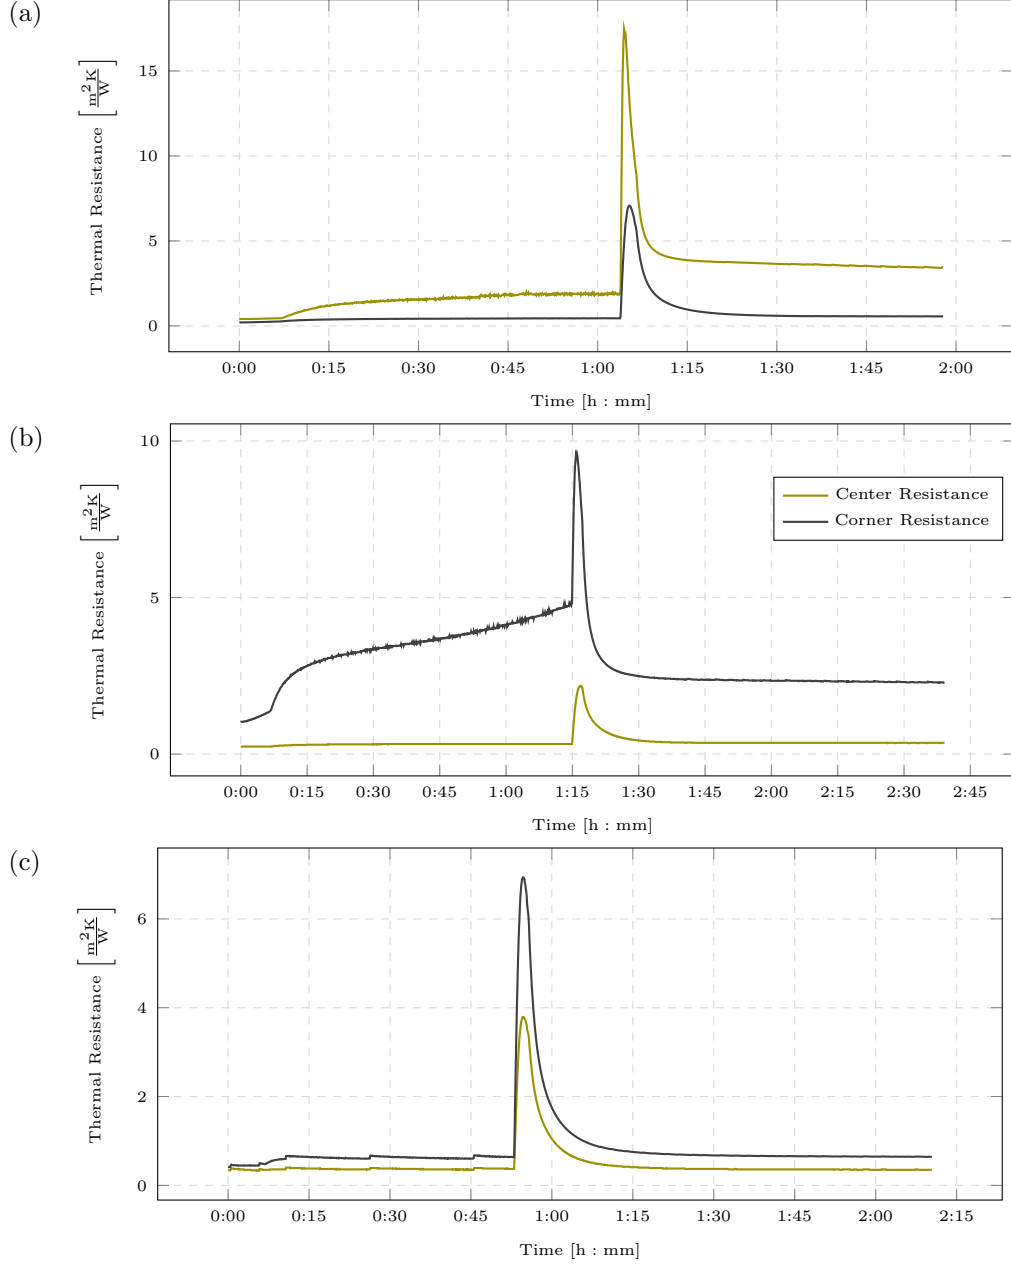 (a)
Thermal Resistance [m²K/W]
15
10
5
0
0:00 0:15 0:30 0:45 1:00 1:15 1:30 1:45 2:00
Time [h : mm]
(b)
Thermal Resistance [m²K/W]
10
5
0
Center Resistance
Corner Resistance
0:00 0:15 0:30 0:45 1:00 1:15 1:30 1:45 2:00 2:15 2:30 2:45
Time [h : mm]
(c)
Thermal Resistance [m²K/W]
6
4
2
0
0:00 0:15 0:30 0:45 1:00 1:15 1:30 1:45 2:00 2:15
Time [h : mm]